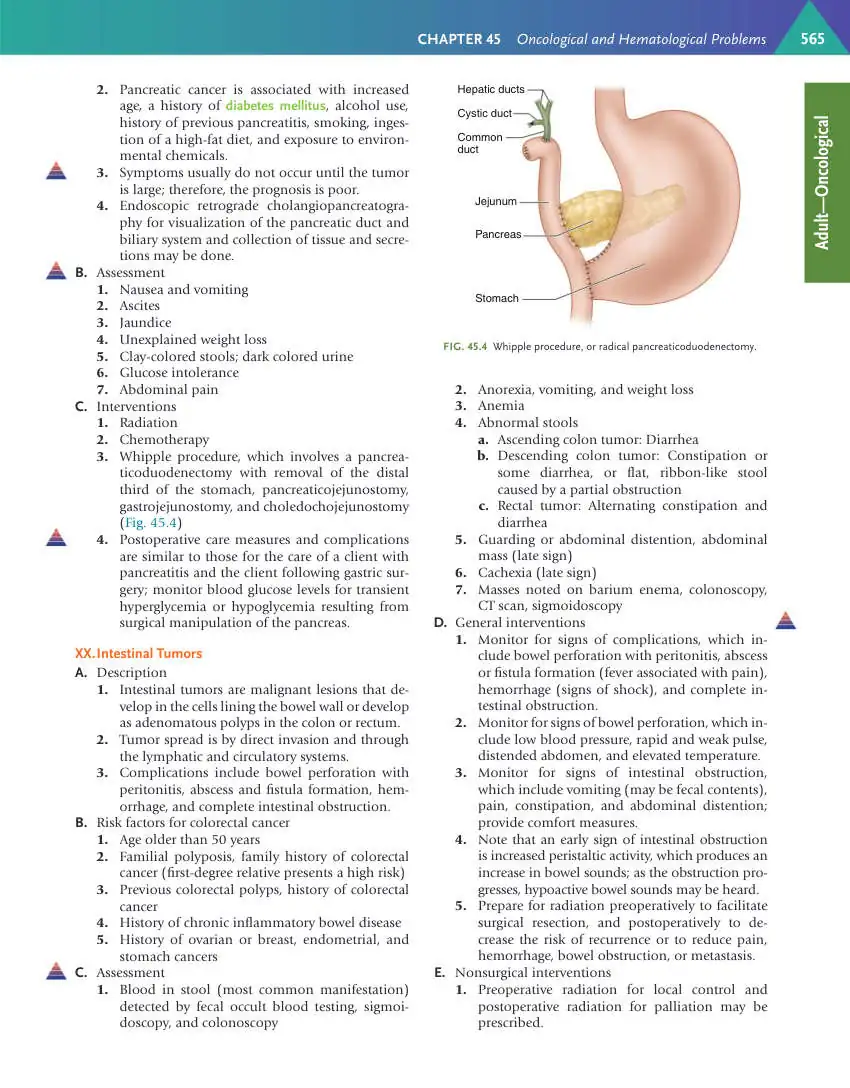 CHAPTER 45 Oncological and Hematological Problems 565
2. Pancreatic cancer is associated with increased
age, a history of diabetes mellitus, alcohol use,
history of previous pancreatitis, smoking, inges-
tion of a high-fat diet, and exposure to environ-
mental chemicals.
3. Symptoms usually do not occur until the tumor
is large; therefore, the prognosis is poor.
4. Endoscopic retrograde cholangiopancreatogra-
phy for visualization of the pancreatic duct and
biliary system and collection of tissue and secre-
tions may be done.
B. Assessment
1. Nausea and vomiting
2. Ascites
3. Jaundice
4. Unexplained weight loss
5. Clay-colored stools; dark colored urine
6. Glucose intolerance
7. Abdominal pain
C. Interventions
1. Radiation
2. Chemotherapy
3. Whipple procedure, which involves a pancrea-
ticoduodenectomy with removal of the distal
third of the stomach, pancreaticojejunostomy,
gastrojejunostomy, and choledochojejunostomy
(Fig. 45.4)
4. Postoperative care measures and complications
are similar to those for the care of a client with
pancreatitis and the client following gastric sur-
gery; monitor blood glucose levels for transient
hyperglycemia or hypoglycemia resulting from
surgical manipulation of the pancreas.
XX. Intestinal Tumors
A. Description
1. Intestinal tumors are malignant lesions that de-
velop in the cells lining the bowel wall or develop
as adenomatous polyps in the colon or rectum.
2. Tumor spread is by direct invasion and through
the lymphatic and circulatory systems.
3. Complications include bowel perforation with
peritonitis, abscess and fistula formation, hem-
orrhage, and complete intestinal obstruction.
B. Risk factors for colorectal cancer
1. Age older than 50 years
2. Familial polyposis, family history of colorectal
cancer (first-degree relative presents a high risk)
3. Previous colorectal polyps, history of colorectal
cancer
4. History of chronic inflammatory bowel disease
5. History of ovarian or breast, endometrial, and
stomach cancers
C. Assessment
1. Blood in stool (most common manifestation)
detected by fecal occult blood testing, sigmoi-
doscopy, and colonoscopy
Hepatic ducts
Cystic duct
Common
duct
Jejunum
Pancreas
Stomach
FIG. 45.4 Whipple procedure, or radical pancreaticoduodenectomy.
2. Anorexia, vomiting, and weight loss
3. Anemia
4. Abnormal stools
a. Ascending colon tumor: Diarrhea
b. Descending colon tumor: Constipation or
some diarrhea, or flat, ribbon-like stool
caused by a partial obstruction
c. Rectal tumor: Alternating constipation and
diarrhea
5. Guarding or abdominal distention, abdominal
mass (late sign)
6. Cachexia (late sign)
7. Masses noted on barium enema, colonoscopy,
CT scan, sigmoidoscopy
D. General interventions
1. Monitor for signs of complications, which in-
clude bowel perforation with peritonitis, abscess
or fistula formation (fever associated with pain),
hemorrhage (signs of shock), and complete in-
testinal obstruction.
2. Monitor for signs of bowel perforation, which in-
clude low blood pressure, rapid and weak pulse,
distended abdomen, and elevated temperature.
3. Monitor for signs of intestinal obstruction,
which include vomiting (may be fecal contents),
pain, constipation, and abdominal distention;
provide comfort measures.
4. Note that an early sign of intestinal obstruction
is increased peristaltic activity, which produces an
increase in bowel sounds; as the obstruction pro-
gresses, hypoactive bowel sounds may be heard.
5. Prepare for radiation preoperatively to facilitate
surgical resection, and postoperatively to de-
crease the risk of recurrence or to reduce pain,
hemorrhage, bowel obstruction, or metastasis.
E. Nonsurgical interventions
1. Preoperative radiation for local control and
postoperative radiation for palliation may be
prescribed.
Adult—Oncological